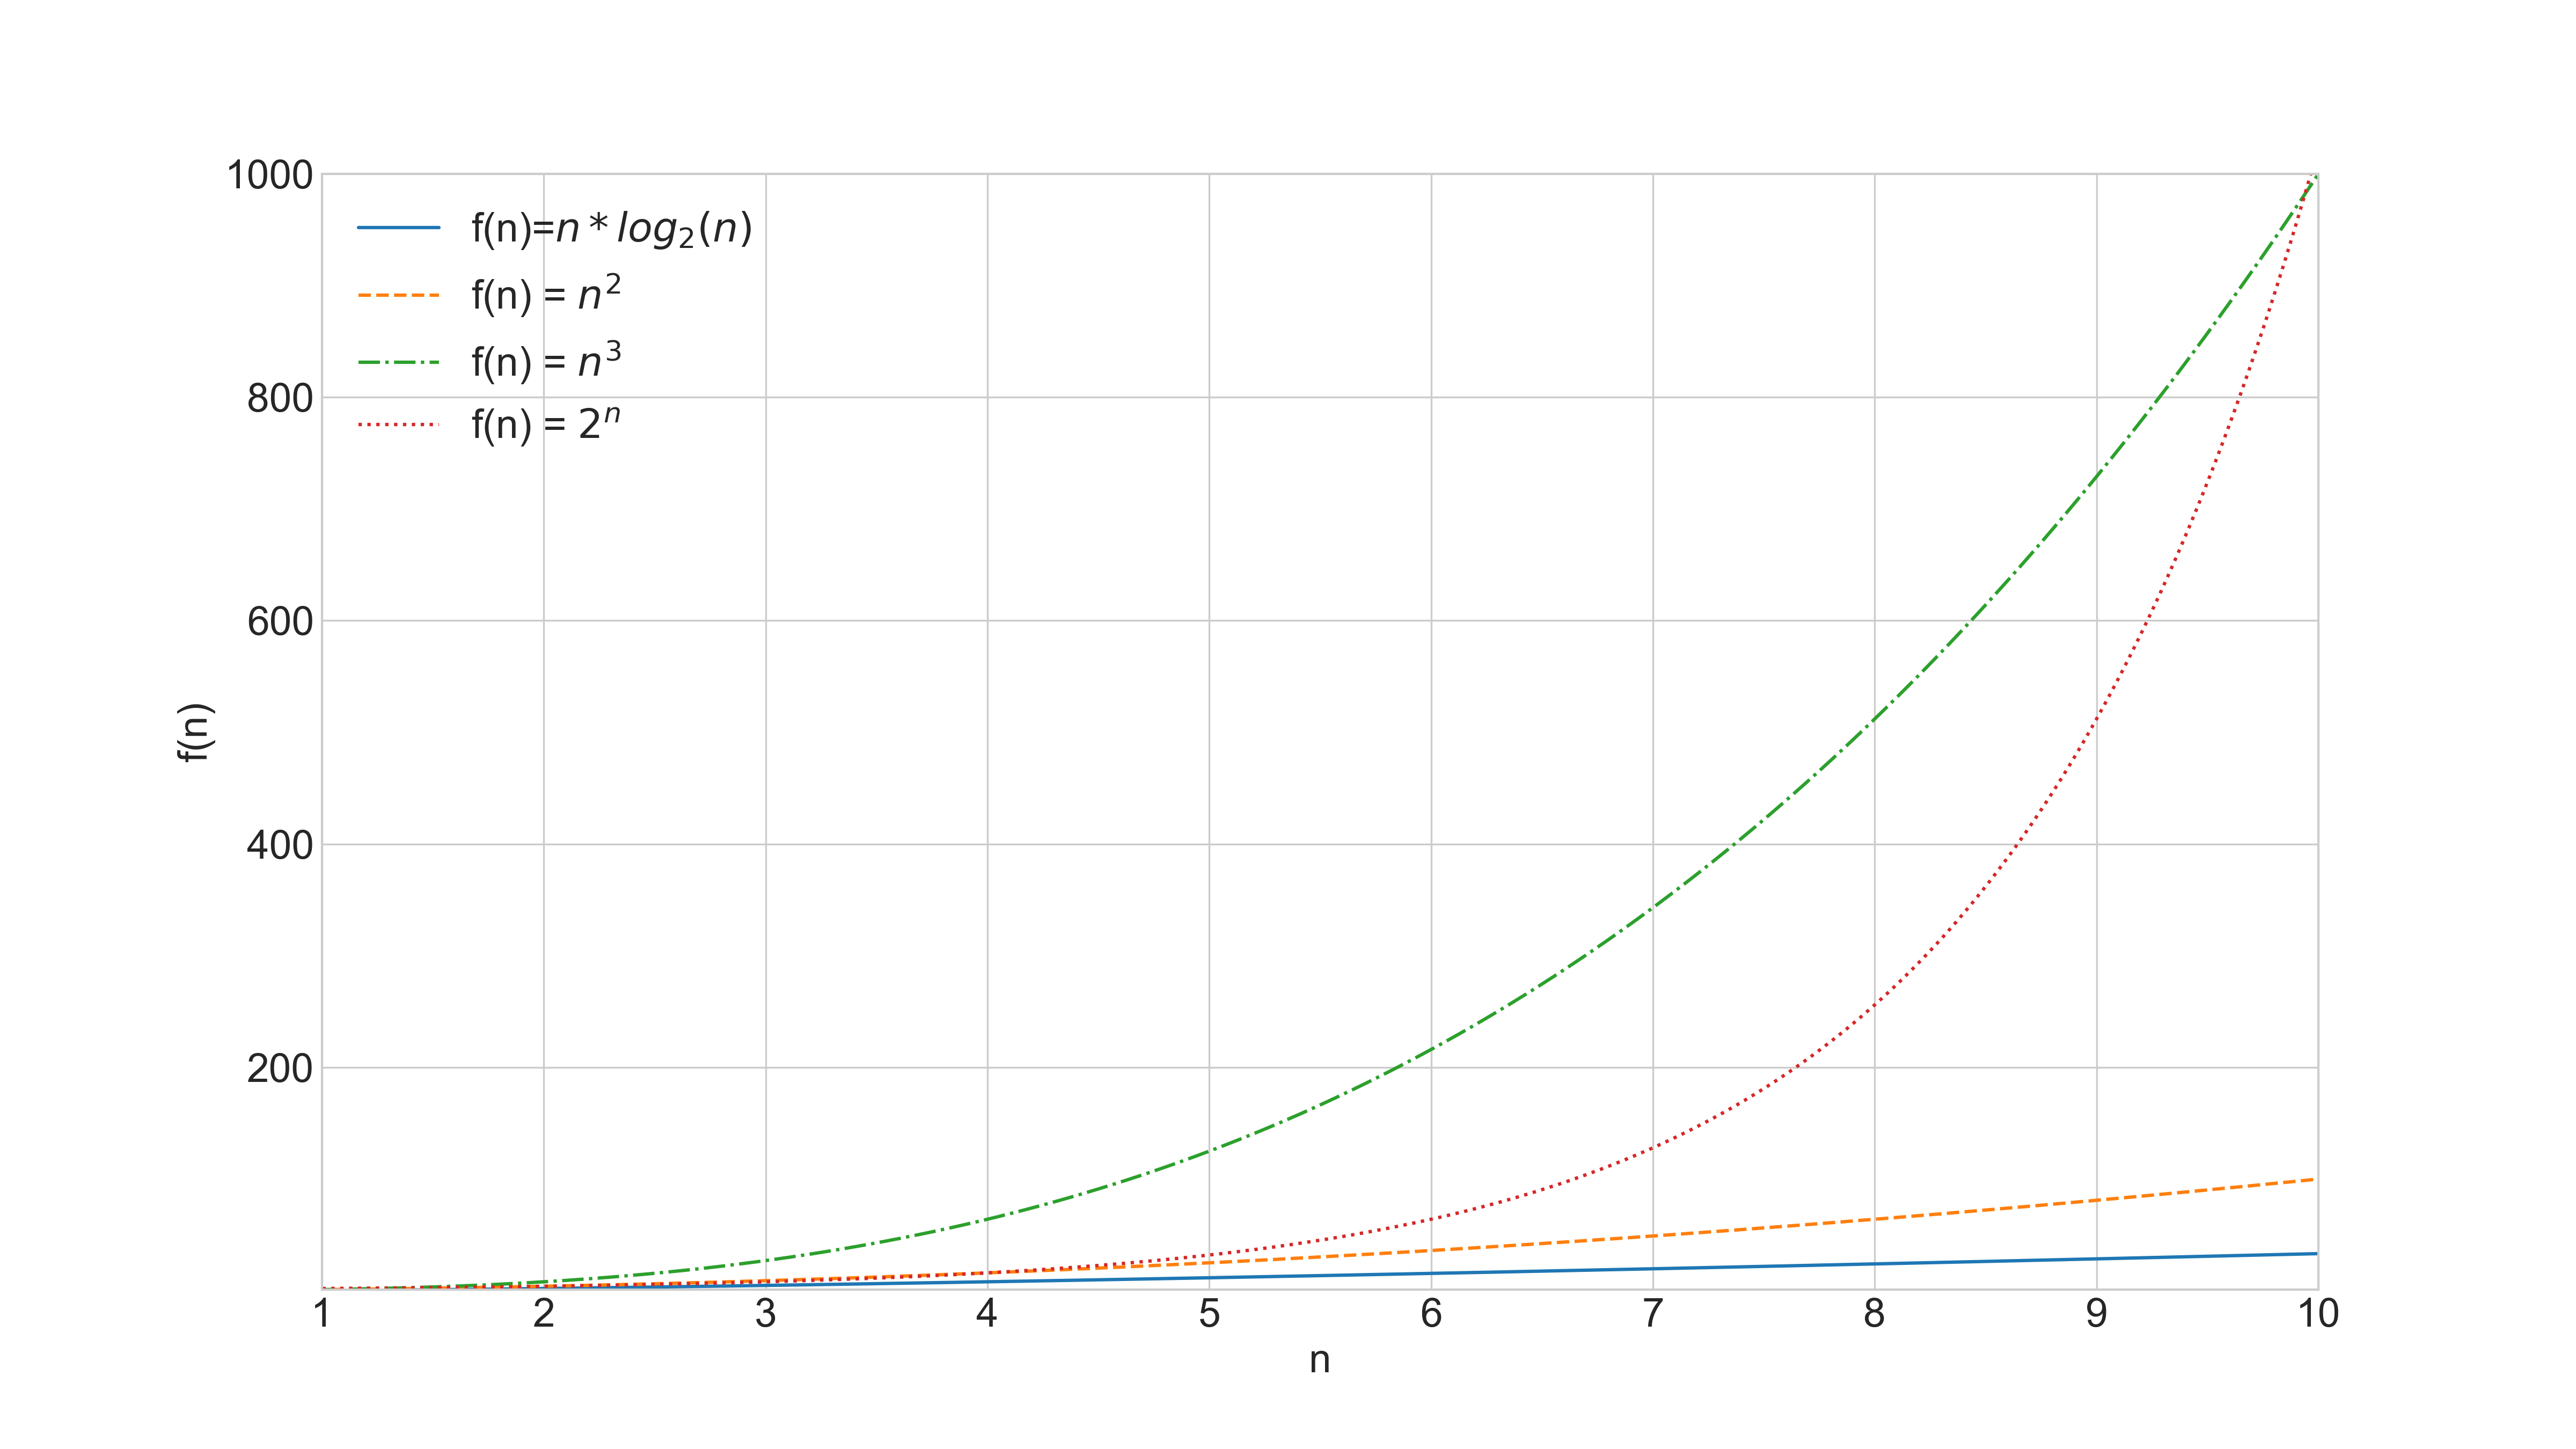 1000
800
600
400
200
f(n)
f(n)=n * log₂(n)
f(n) = n²
f(n) = n³
f(n) = 2ⁿ
1 2 3 4 5 6 7 8 9 10
n